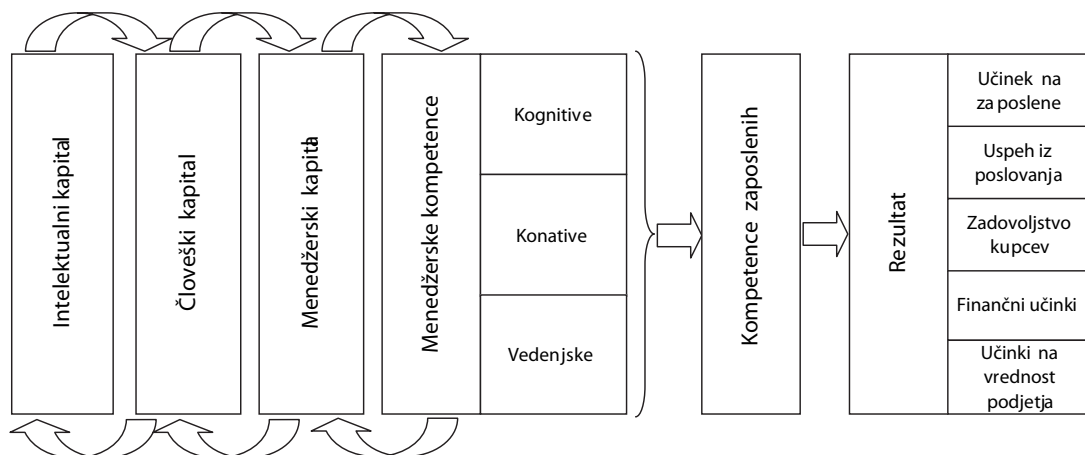 Intelektualni kapital
Človeški kapital
Menedžerski kapital
Menedžerske kompetence
Kognitive
Konative
Vedenjske
Kompetence zaposlenih
Rezultat
Učinek na
za poslene
Uspeh iz
poslovanja
Zadovoljstvo
kupcev
Finančni učinki
Učinki na
vrednost
podjetja